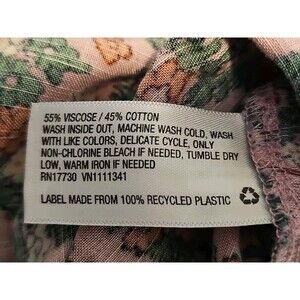 55% VISCOSE / 45% COTTON
WASH INSIDE OUT, MACHINE WASH COLD, WASH
WITH LIKE COLORS, DELICATE CYCLE, ONLY
NON-CHLORINE BLEACH IF NEEDED, TUMBLE DRY
LOW, WARM IRON IF NEEDED
RN17730 VN1111341
LABEL MADE FROM 100% RECYCLED PLASTIC